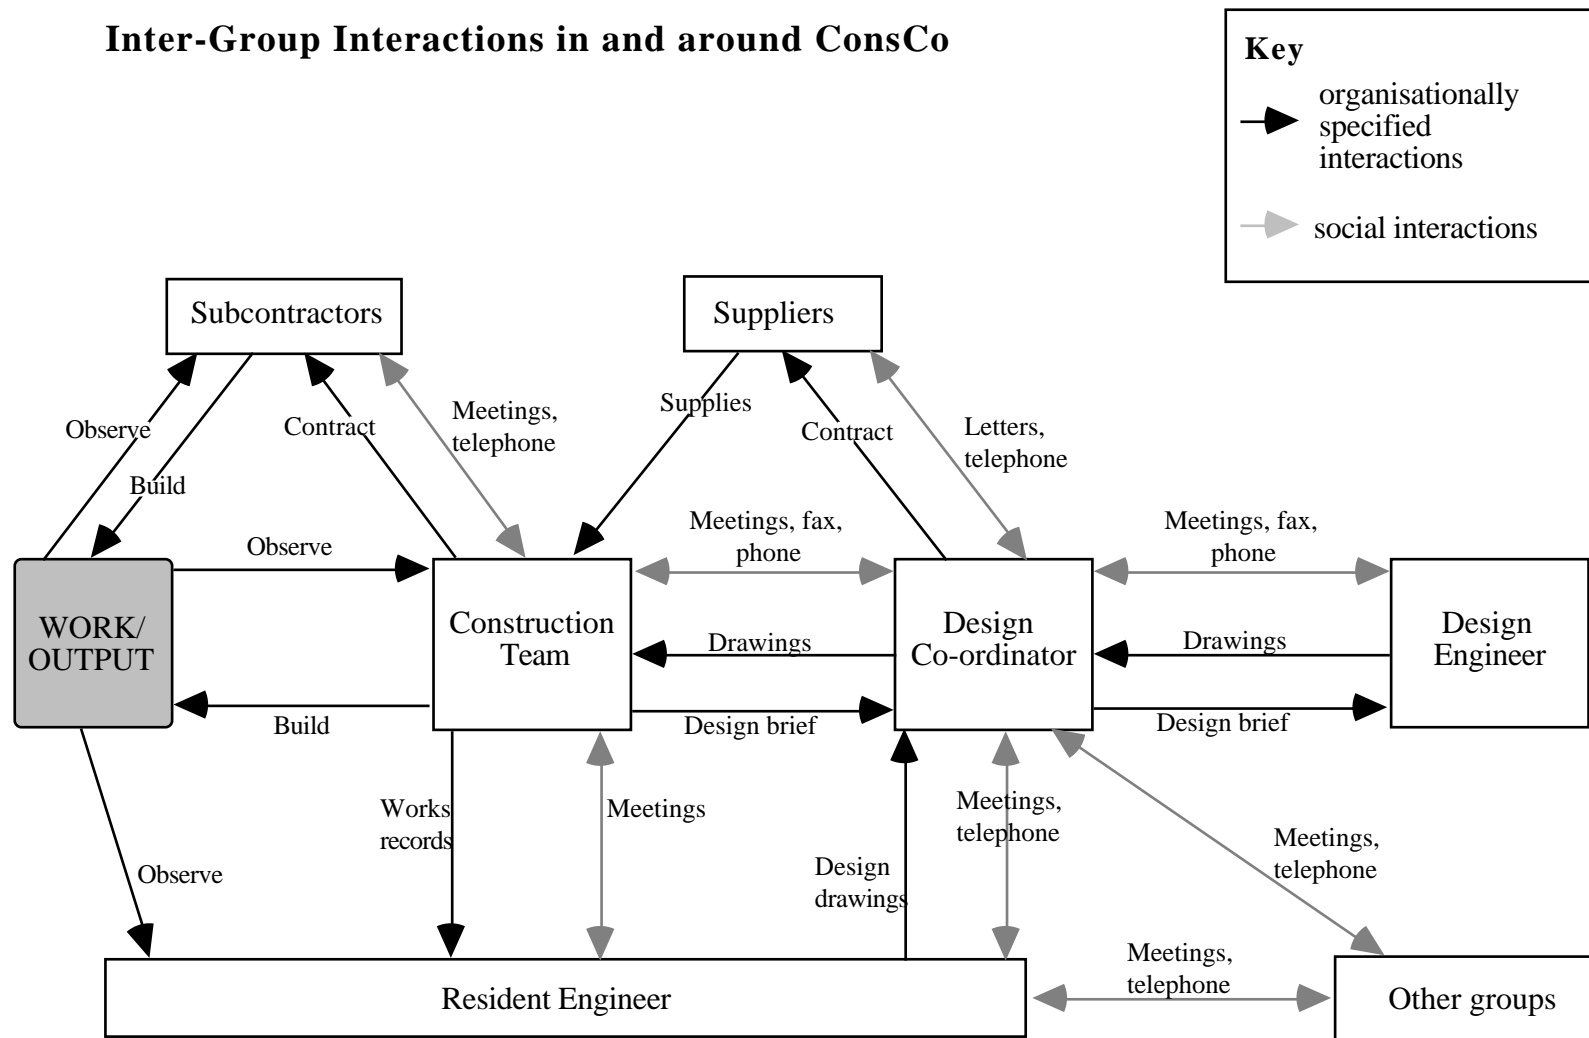 Inter-Group Interactions in and around ConsCo
Key
organisationally
specified
interactions
social interactions
Subcontractors
Suppliers
Observe
Build
Contract
Meetings,
telephone
Supplies
Contract
Letters,
telephone
Observe
Meetings, fax,
phone
Meetings, fax,
phone
WORK/
OUTPUT
Construction
Team
Design
Co-ordinator
Design
Engineer
Drawings
Drawings
Build
Design brief
Design brief
Works
records
Meetings
Meetings,
telephone
Observe
Design
drawings
Meetings,
telephone
Meetings,
telephone
Resident Engineer
Other groups